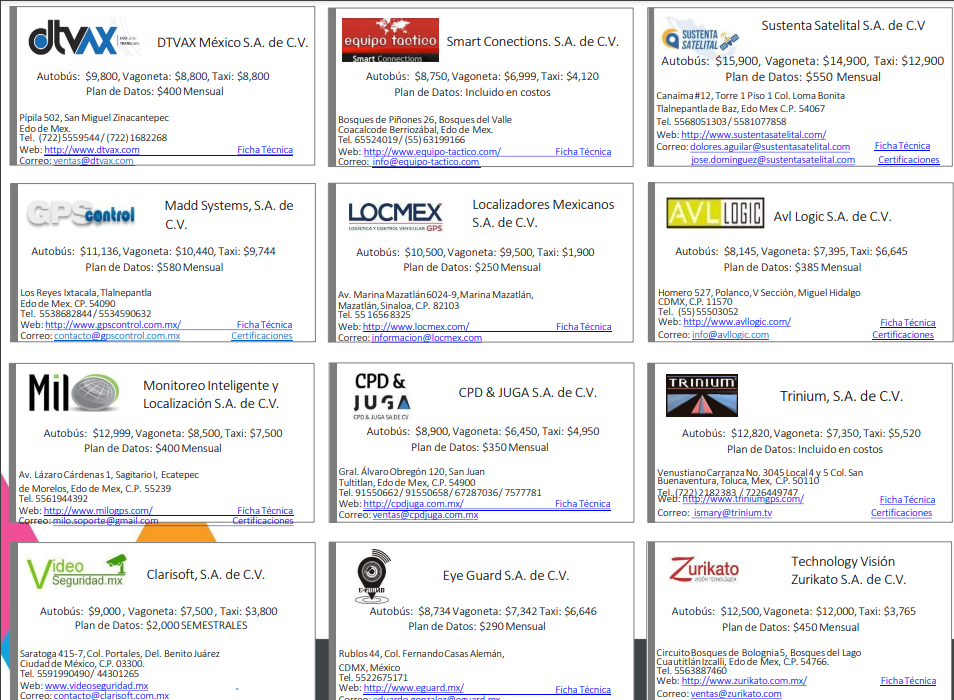 dtvAX
DTVAX México S.A. de C.V.
Autobús: $9,800, Vagoneta: $8,800, Taxi: $8,800
Plan de Datos: $400 Mensual
Pípila 502, San Miguel Zinacantepec
Edo de Mex.
Tel. (722) 5559544 / (722) 1682268
Web: http://www.dtvax.com Ficha Técnica
Correo: ventas@dtvax.com
equipo tactico
Smart Connections
Smart Conections. S.A. de C.V.
Autobús: $8,750, Vagoneta: $6,999, Taxi: $4,120
Plan de Datos: Incluido en costos
Bosques de Piñones 26, Bosques del Valle
Coacalcode Berriozábal, Edo de Mex.
Tel. 65524019/ (55) 63199166
Web: http://www.equipo-tactico.com/ Ficha Técnica
Correo: info@equipo-tactico.com
SUSTENTA
SATELITAL
Sustenta Satelital S.A. de C.V
Autobús: $15,900, Vagoneta: $14,900, Taxi: $12,900
Plan de Datos: $550 Mensual
Canaima #12, Torre 1 Piso 1 Col. Loma Bonita
Tlalnepantla de Baz, Edo Mex C.P. 54067
Tel. 5568051303 / 5581077858
Web: http://www.sustentasatelital.com/
Correo: dolores.aguilar@sustentasatelital.com Ficha Técnica
jose.dominguez@sustentasatelital.com Certificaciones
GPScontrol
Madd Systems, S.A. de
C.V.
Autobús: $11,136, Vagoneta: $10,440, Taxi: $9,744
Plan de Datos: $580 Mensual
Los Reyes Ixtacala, Tlalnepantla
Edo de Mex. CP. 54090
Tel. 5538682844/ 5534590632
Web: http://www.gpscontrol.com.mx/ Ficha Técnica
Correo: contacto@gpscontrol.com.mx Certificaciones
LOCMEX
LOGÍSTICA Y CONTROL VEHICULAR GPS
Localizadores Mexicanos
S.A. de C.V.
Autobús: $10,500, Vagoneta: $9,500, Taxi: $1,900
Plan de Datos: $250 Mensual
Av. Marina Mazatlán 6024-9, Marina Mazatlán,
Mazatlán, Sinaloa, C.P. 82103
Tel. 55 1656 8325
Web: http://www.locmex.com/ Ficha Técnica
Correo: informacion@locmex.com
AVL LOGIC
Avl Logic S.A. de C.V.
Autobús: $8,145, Vagoneta: $7,395, Taxi: $6,645
Plan de Datos: $385 Mensual
Homero 527, Polanco, V Sección, Miguel Hidalgo
CDMX, C.P. 11570
Tel. (55) 55503052
Web: http://www.avllogic.com/ Ficha Técnica
Correo: info@avllogic.com Certificaciones
Mil
Monitoreo Inteligente y
Localización S.A. de C.V.
Autobús: $12,999, Vagoneta: $8,500, Taxi: $7,500
Plan de Datos: $400 Mensual
Av. Lázaro Cárdenas 1, Sagitario I, Ecatepec
de Morelos, Edo de Mex, C.P. 55239
Tel. 5561944392
Web: http://www.milogps.com/ Ficha Técnica
Correo: milo.soporte@gmail.com Certificaciones
CPD &
JUGA
CPD & JUGA SA DE CV
CPD & JUGA S.A. de C.V.
Autobús: $8,900, Vagoneta: $6,450, Taxi: $4,950
Plan de Datos: $350 Mensual
Gral. Álvaro Obregón 120, San Juan
Tultitlan, Edo de Mex, C.P. 54900
Tel. 91550662/ 91550658/ 67287036/ 7577781
Web: http://cpdjuga.com.mx/ Ficha Técnica
Correo: ventas@cpdjuga.com.mx
TRINIUM
Trinium, S.A. de C.V.
Autobús: $12,820, Vagoneta: $7,350, Taxi: $5,520
Plan de Datos: Incluido en costos
Venustiano Carranza No. 3045 Local 4 y 5 Col. San
Buenaventura, Toluca, Mex, C.P. 50110
Tel. (722) 2182383 / 7226449747
Web: http://www.triniumgps.com/ Ficha Técnica
Correo: ismary@trinium.tv Certificaciones
Video
Seguridad.mx
Clarisoft, S.A. de C.V.
Autobús: $9,000 , Vagoneta: $7,500 , Taxi: $3,800
Plan de Datos: $2,000 SEMESTRALES
Saratoga 415-7, Col. Portales, Del. Benito Juárez
Ciudad de México, C.P. 03300.
Tel. 5591990490/ 44301265
Web: www.videoseguridad.mx
Correo: contacto@clarisoft.com.mx
E-GUARD
Eye Guard S.A. de C.V.
Autobús: $8,734 Vagoneta: $7,342 Taxi: $6,646
Plan de Datos: $290 Mensual
Rublos 44, Col. Fernando Casas Alemán,
CDMX, México
Tel. 5522675171
Web: http://www.eguard.mx/ Ficha Técnica
Correo: eduardo.gonzalez@eguard.mx
Zurikato
VISIÓN TECNOLÓGICA
Technology Visión
Zurikato S.A. de C.V.
Autobús: $12,500, Vagoneta: $12,000, Taxi: $3,765
Plan de Datos: $450 Mensual
Circuito Bosques de Bolognia 5, Bosques del Lago
Cuautitlán Izcalli, Edo de Mex, C.P. 54766.
Tel. 5563887460
Web: http://www.zurikato.com.mx/ Ficha Técnica
Correo: ventas@zurikato.com